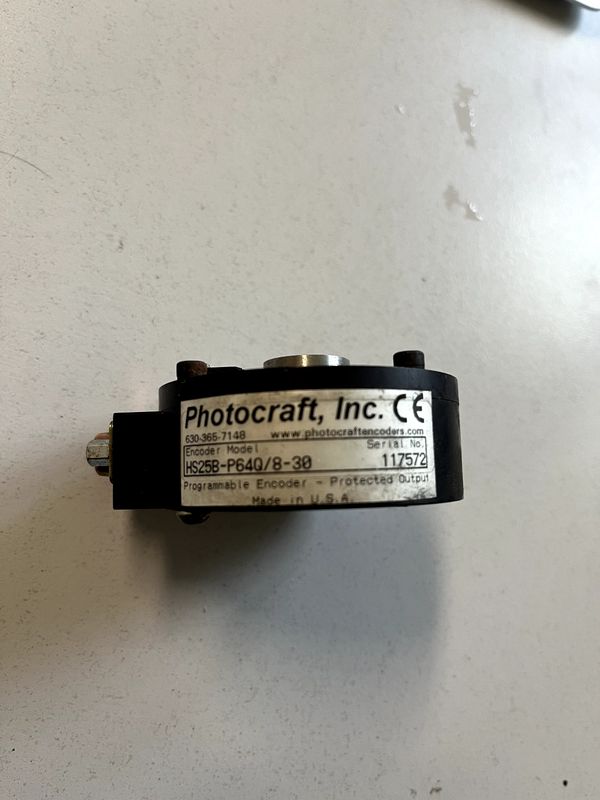 Photocraft, Inc. CE
630-365-7148 www.photocraftencoders.com
Encoder Model Serial No.
HS25B-P64Q/8-30 117572
Programmable Encoder - Protected Output
Made in U.S.A.